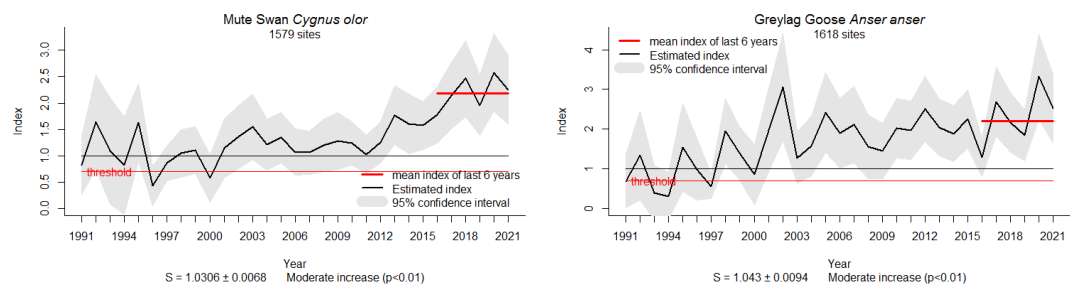 Mute Swan Cygnus olor
1579 sites
Index
3.0
2.5
2.0
1.5
1.0
0.5
0.0
threshold
mean index of last 6 years
Estimated index
95% confidence interval
1991 1994 1997 2000 2003 2006 2009 2012 2015 2018 2021
Year
S = 1.0306 ± 0.0068 Moderate increase (p<0.01)
Greylag Goose Anser anser
1618 sites
mean index of last 6 years
Estimated index
95% confidence interval
Index
4
3
2
1
0
threshold
1991 1994 1997 2000 2003 2006 2009 2012 2015 2018 2021
Year
S = 1.043 ± 0.0094 Moderate increase (p<0.01)